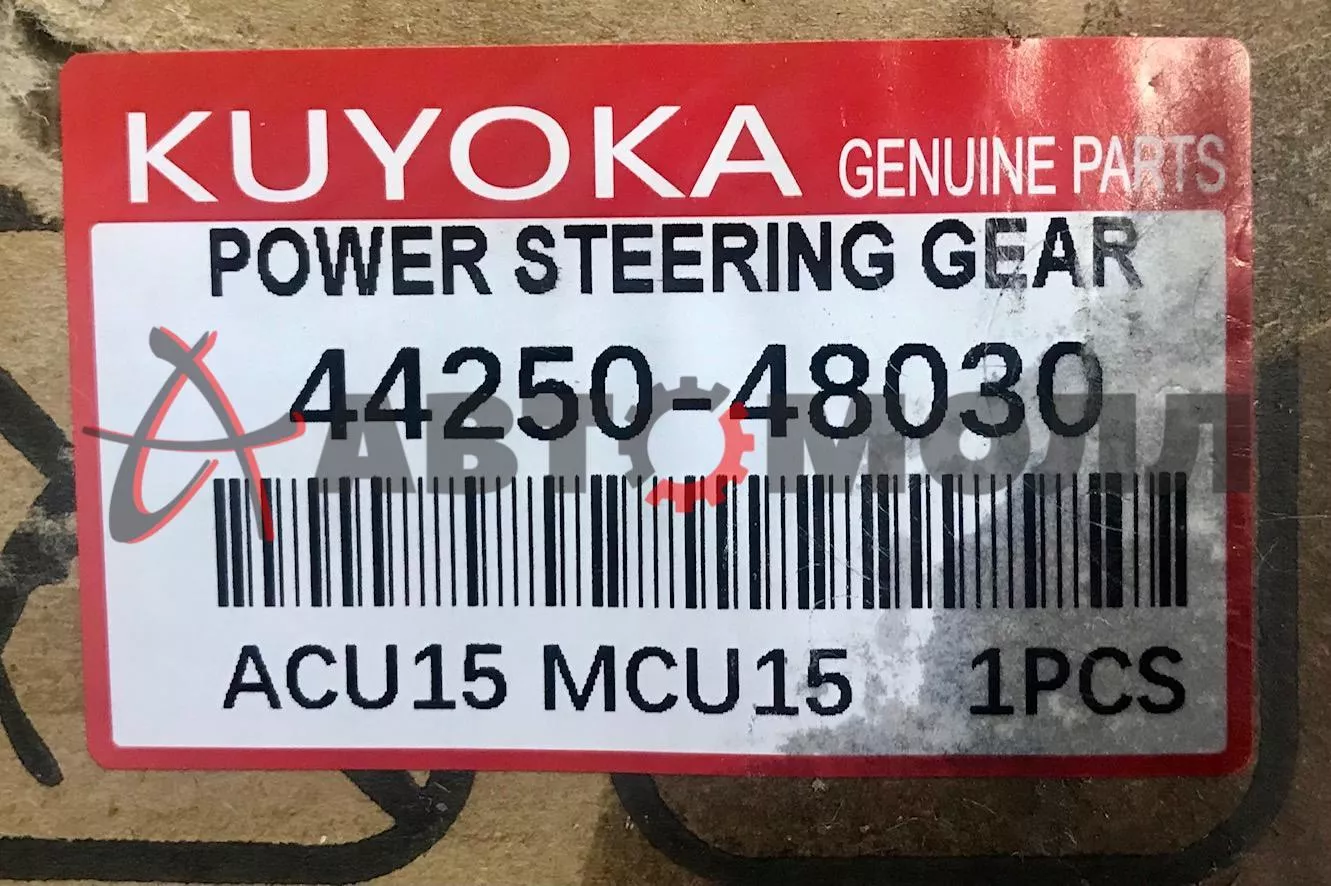 KUYOKA GENUINE PARTS
POWER STEERING GEAR
44250-48030
АВТОМОЛЛ
ACU15 MCU15 1PCS